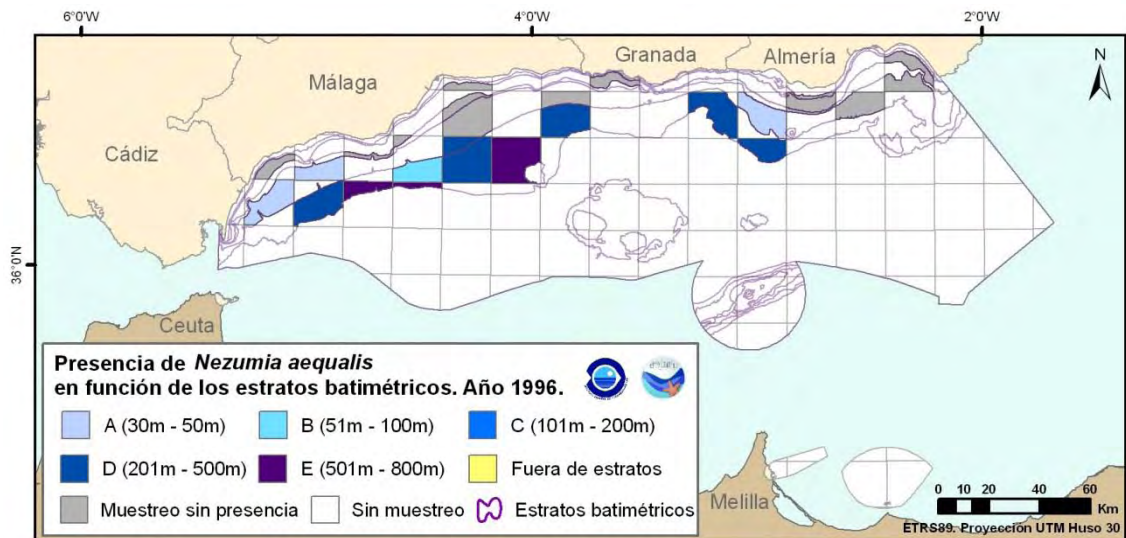 6°0'W
4°0'W
2°0'W
N
Granada
Almería
Málaga
Cádiz
36°0'N
Ceuta
Presencia de Nezumia aequalis
en función de los estratos batimétricos. Año 1996.
A (30m - 50m)
B (51m - 100m)
C (101m - 200m)
D (201m - 500m)
E (501m - 800m)
Fuera de estratos
Muestreo sin presencia
Sin muestreo
Estratos batimétricos
Melilla
0 10 20 40 60
Km
ETRS89. Proyección UTM Huso 30